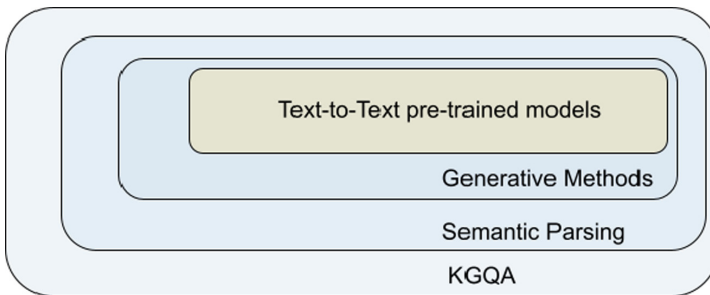 Text-to-Text pre-trained models
Generative Methods
Semantic Parsing
KGQA